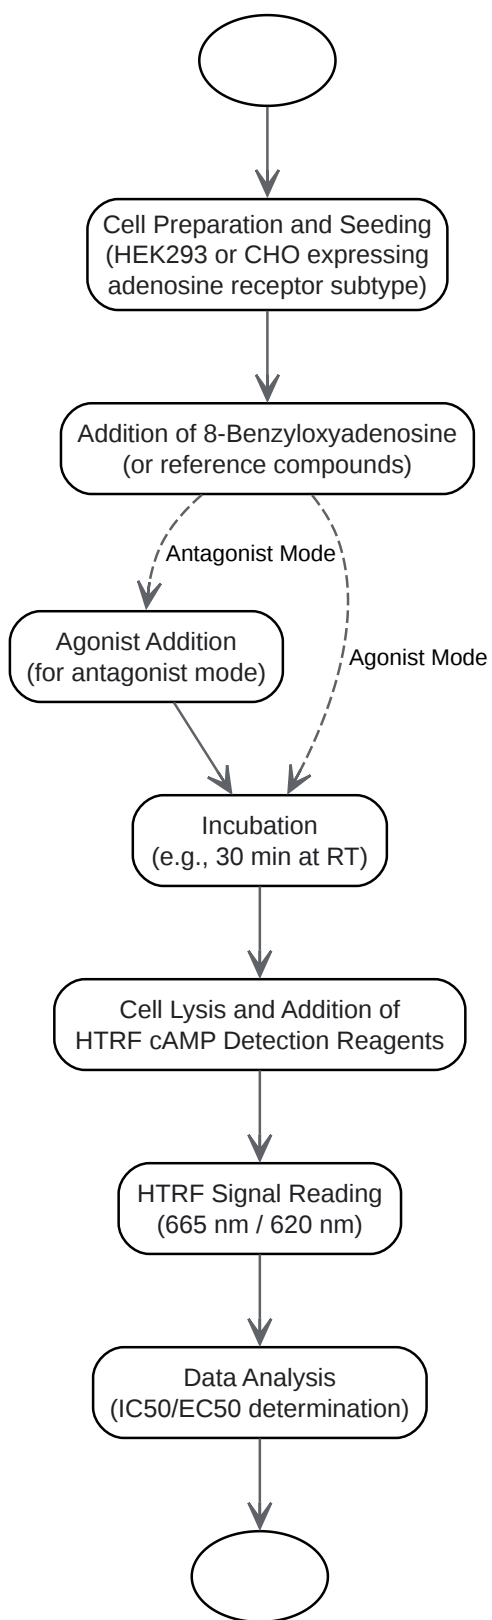 Cell Preparation and Seeding
(HEK293 or CHO expressing
adenosine receptor subtype)
Addition of 8-Benzyloxyadenosine
(or reference compounds)
Antagonist Mode
Agonist Addition
(for antagonist mode)
Agonist Mode
Incubation
(e.g., 30 min at RT)
Cell Lysis and Addition of
HTRF cAMP Detection Reagents
HTRF Signal Reading
(665 nm / 620 nm)
Data Analysis
(IC50/EC50 determination)